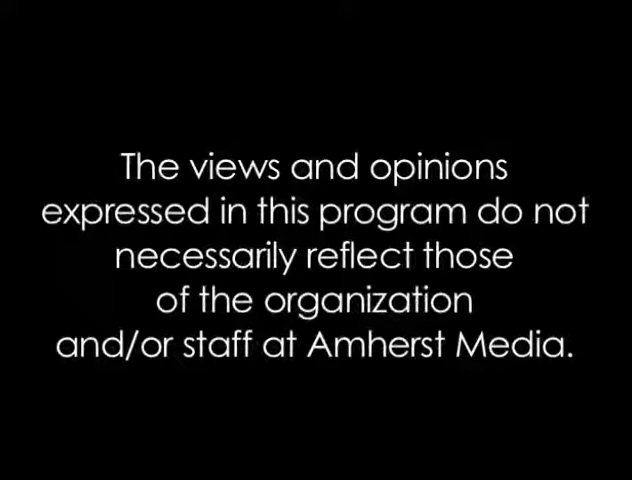 The views and opinions
expressed in this program do not
necessarily reflect those
of the organization
and/or staff at Amherst Media.